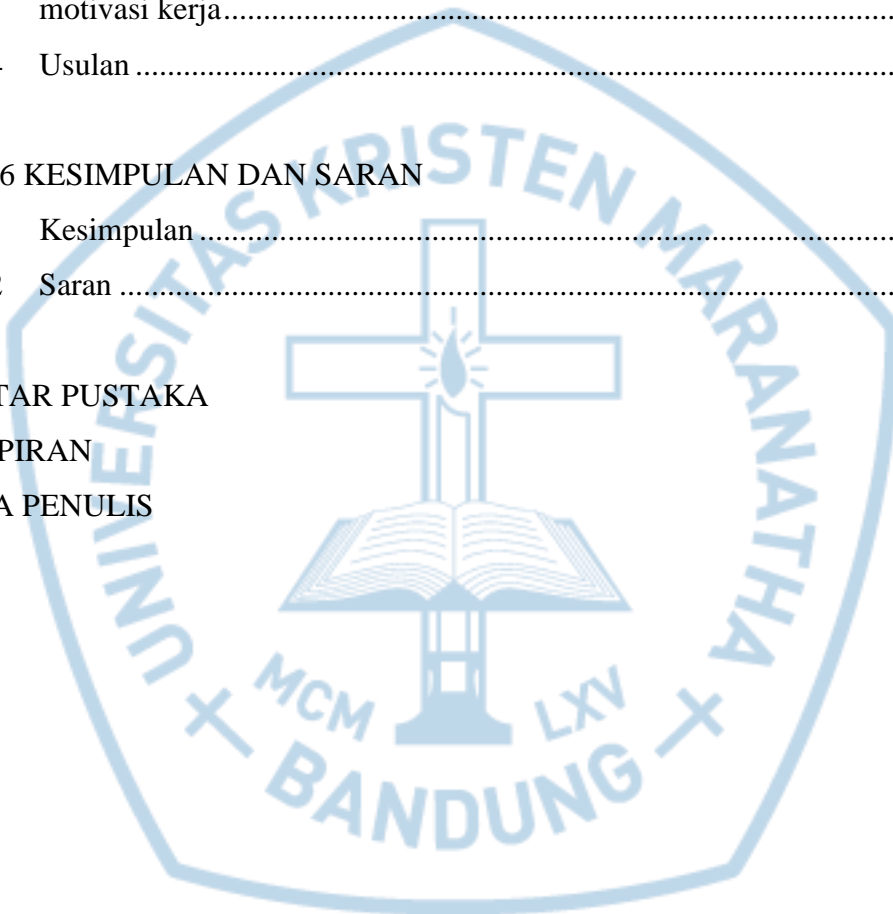 motivasi kerja....................................................................................
Usulan ...............................................................................................
6 KESIMPULAN DAN SARAN
Kesimpulan .......................................................................................
Saran .................................................................................................
TAR PUSTAKA
PIRAN
A PENULIS
UNIVERSITAS KRISTEN MARANATHA
MCM LXV
BANDUNG